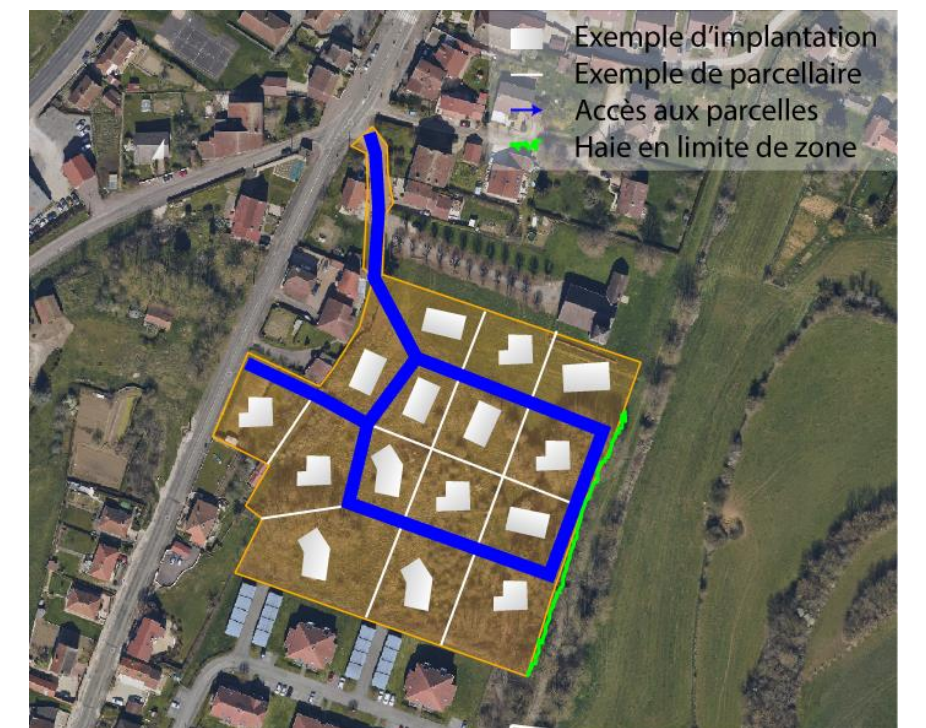 Exemple d'implantation
Exemple de parcellaire
Accès aux parcelles
Haie en limite de zone